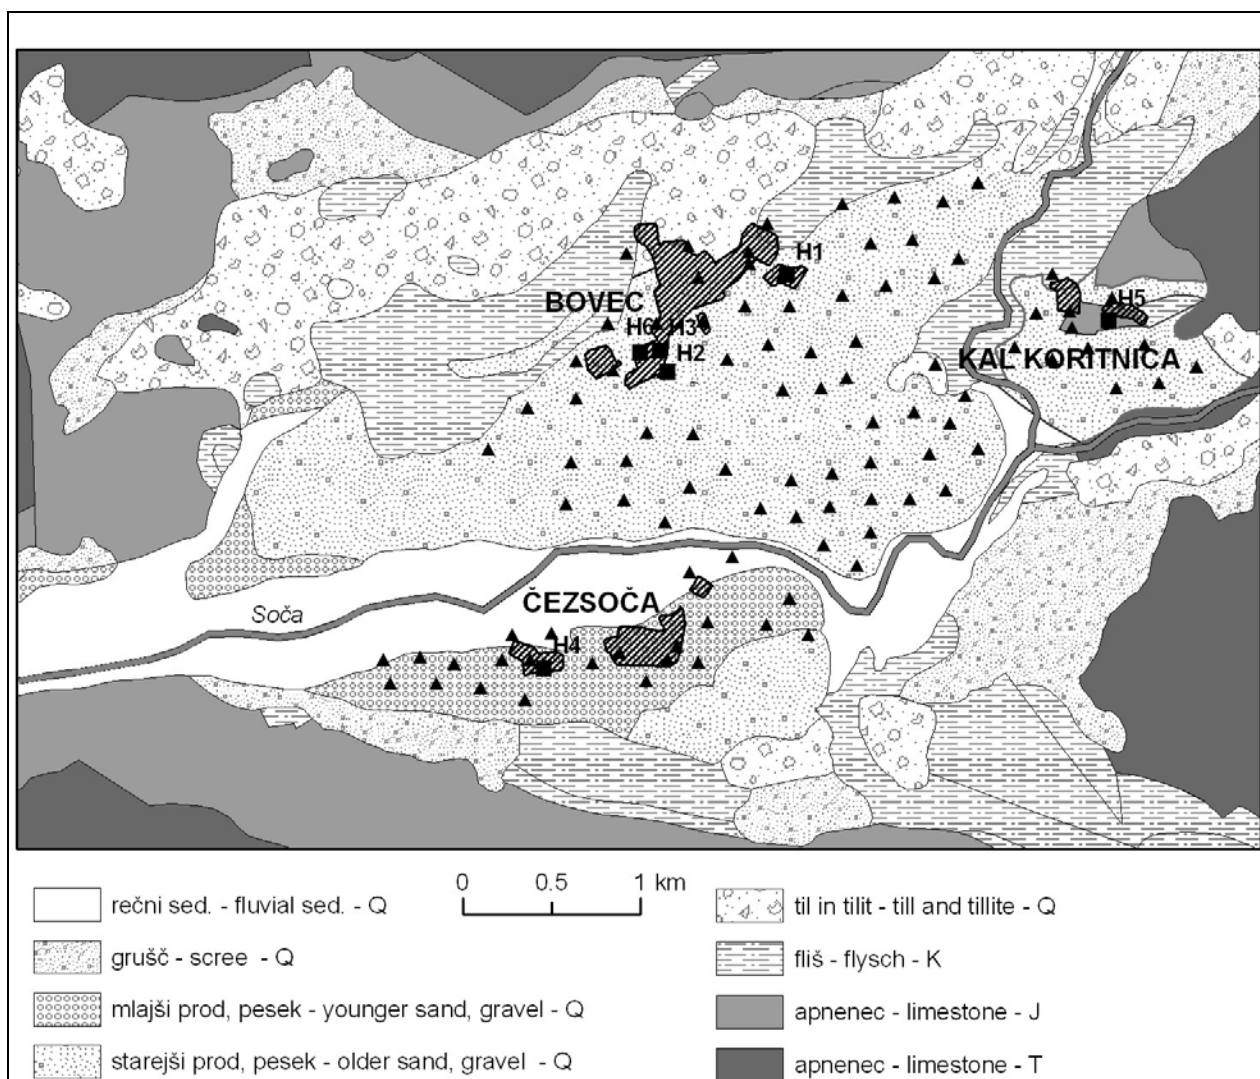 H1
BOVEC
H5
H6
H3
H2
KAL KORITNICA
ČEZSOČA
Soča
H4
0 0.5 1 km
rečni sed. - fluvial sed. - Q
grušč - scree - Q
mlajši prod, pesek - younger sand, gravel - Q
starejši prod, pesek - older sand, gravel - Q
til in tilit - till and tillite - Q
fliš - flysch - K
apnenec - limestone - J
apnenec - limestone - T